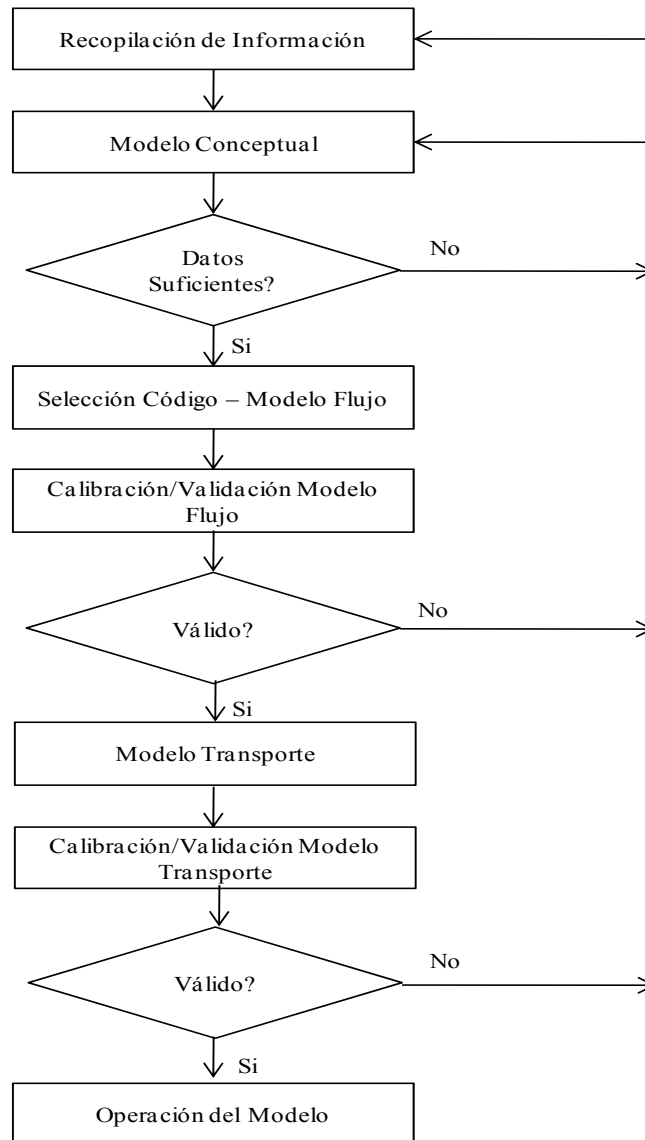 Recopilación de Información
Modelo Conceptual
Datos
Suficientes?
No
Si
Selección Código – Modelo Flujo
Calibración/Validación Modelo
Flujo
Válido?
No
Si
Modelo Transporte
Calibración/Validación Modelo
Transporte
Válido?
No
Si
Operación del Modelo